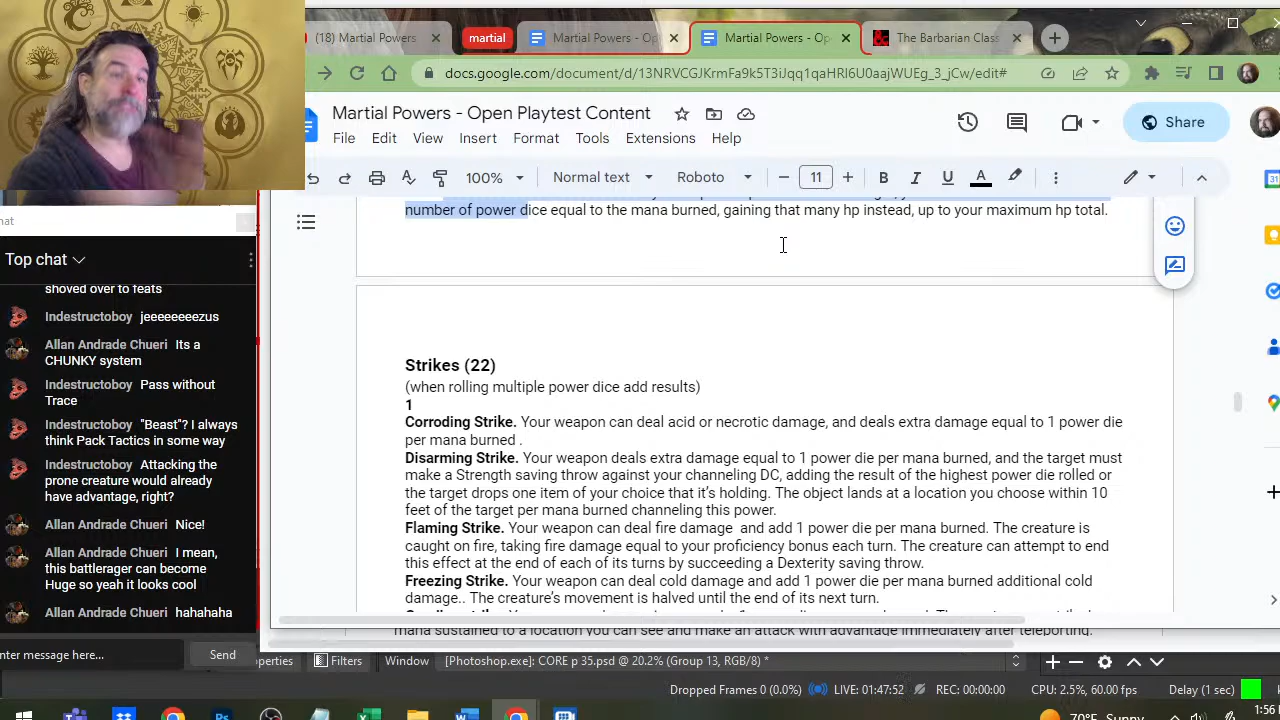 (18) Martial Powers
martial
Martial Powers - Op
Martial Powers - Op
The Barbarian Class
docs.google.com/document/d/13NRVCGJKrmFa9k5T3iJqq1qaHRl6U0aajWUEg_3_jCw/edit#
Martial Powers - Open Playtest Content
File Edit View Insert Format Tools Extensions Help
Share
100% Normal text Roboto 11 B I U A
number of power dice equal to the mana burned, gaining that many hp instead, up to your maximum hp total.
Strikes (22)
(when rolling multiple power dice add results)
1
Corroding Strike. Your weapon can deal acid or necrotic damage, and deals extra damage equal to 1 power die
per mana burned .
Disarming Strike. Your weapon deals extra damage equal to 1 power die per mana burned, and the target must
make a Strength saving throw against your channeling DC, adding the result of the highest power die rolled or
the target drops one item of your choice that it's holding. The object lands at a location you choose within 10
feet of the target per mana burned channeling this power.
Flaming Strike. Your weapon can deal fire damage and add 1 power die per mana burned. The creature is
caught on fire, taking fire damage equal to your proficiency bonus each turn. The creature can attempt to end
this effect at the end of each of its turns by succeeding a Dexterity saving throw.
Freezing Strike. Your weapon can deal cold damage and add 1 power die per mana burned additional cold
damage.. The creature's movement is halved until the end of its next turn.
mana sustained to a location you can see and make an attack with advantage immediately after teleporting.
hat
Top chat
shoved over to feats
Indestructoboy jeeeeeeezus
Allan Andrade Chueri Its a
CHUNKY system
Indestructoboy Pass without
Trace
Indestructoboy "Beast"? I always
think Pack Tactics in some way
Indestructoboy Attacking the
prone creature would already
have advantage, right?
Allan Andrade Chueri Nice!
Allan Andrade Chueri I mean,
this battlerager can become
Huge so yeah it looks cool
Allan Andrade Chueri hahahaha
nter message here...
Send
operties Filters Window [Photoshop.exe]: CORE p 35.psd @ 20.2% (Group 13, RGB/8) *
Dropped Frames 0 (0.0%) LIVE: 01:47:52 REC: 00:00:00 CPU: 2.5%, 60.00 fps Delay (1 sec)
70°F Sunny
1:56